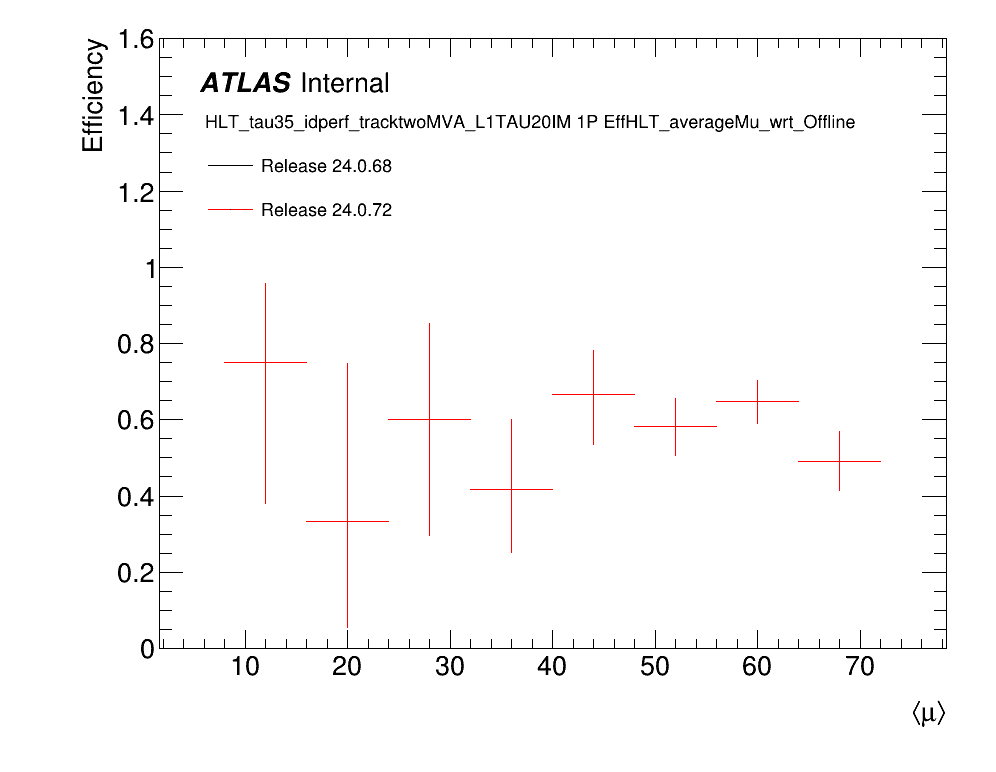 Efficiency
1.6
1.4
1.2
1
0.8
0.6
0.4
0.2
0
ATLAS Internal
HLT_tau35_idperf_tracktwoMVA_L1TAU20IM 1P EffHLT_averageMu_wrt_Offline
Release 24.0.68
Release 24.0.72
10 20 30 40 50 60 70
⟨μ⟩